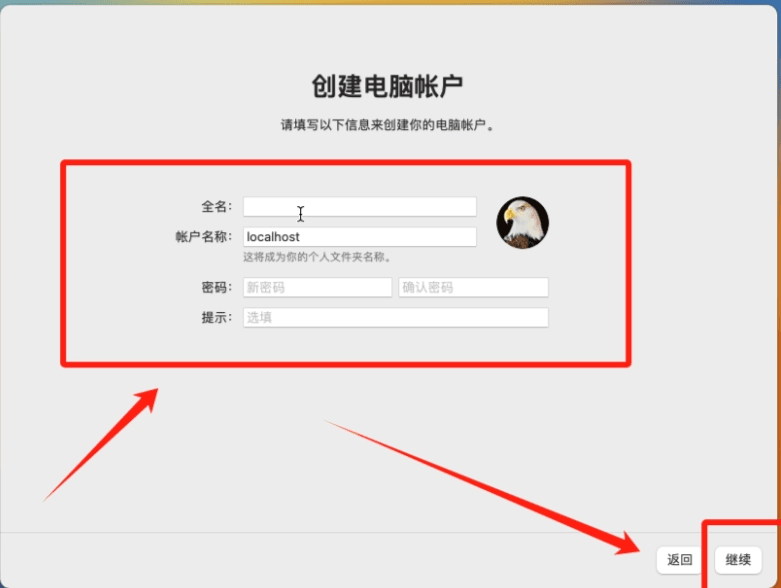 创建电脑帐户
请填写以下信息来创建你的电脑帐户。
全名：
帐户名称： localhost
这将成为你的个人文件夹名称。
密码： 新密码 确认密码
提示： 选填
返回 继续